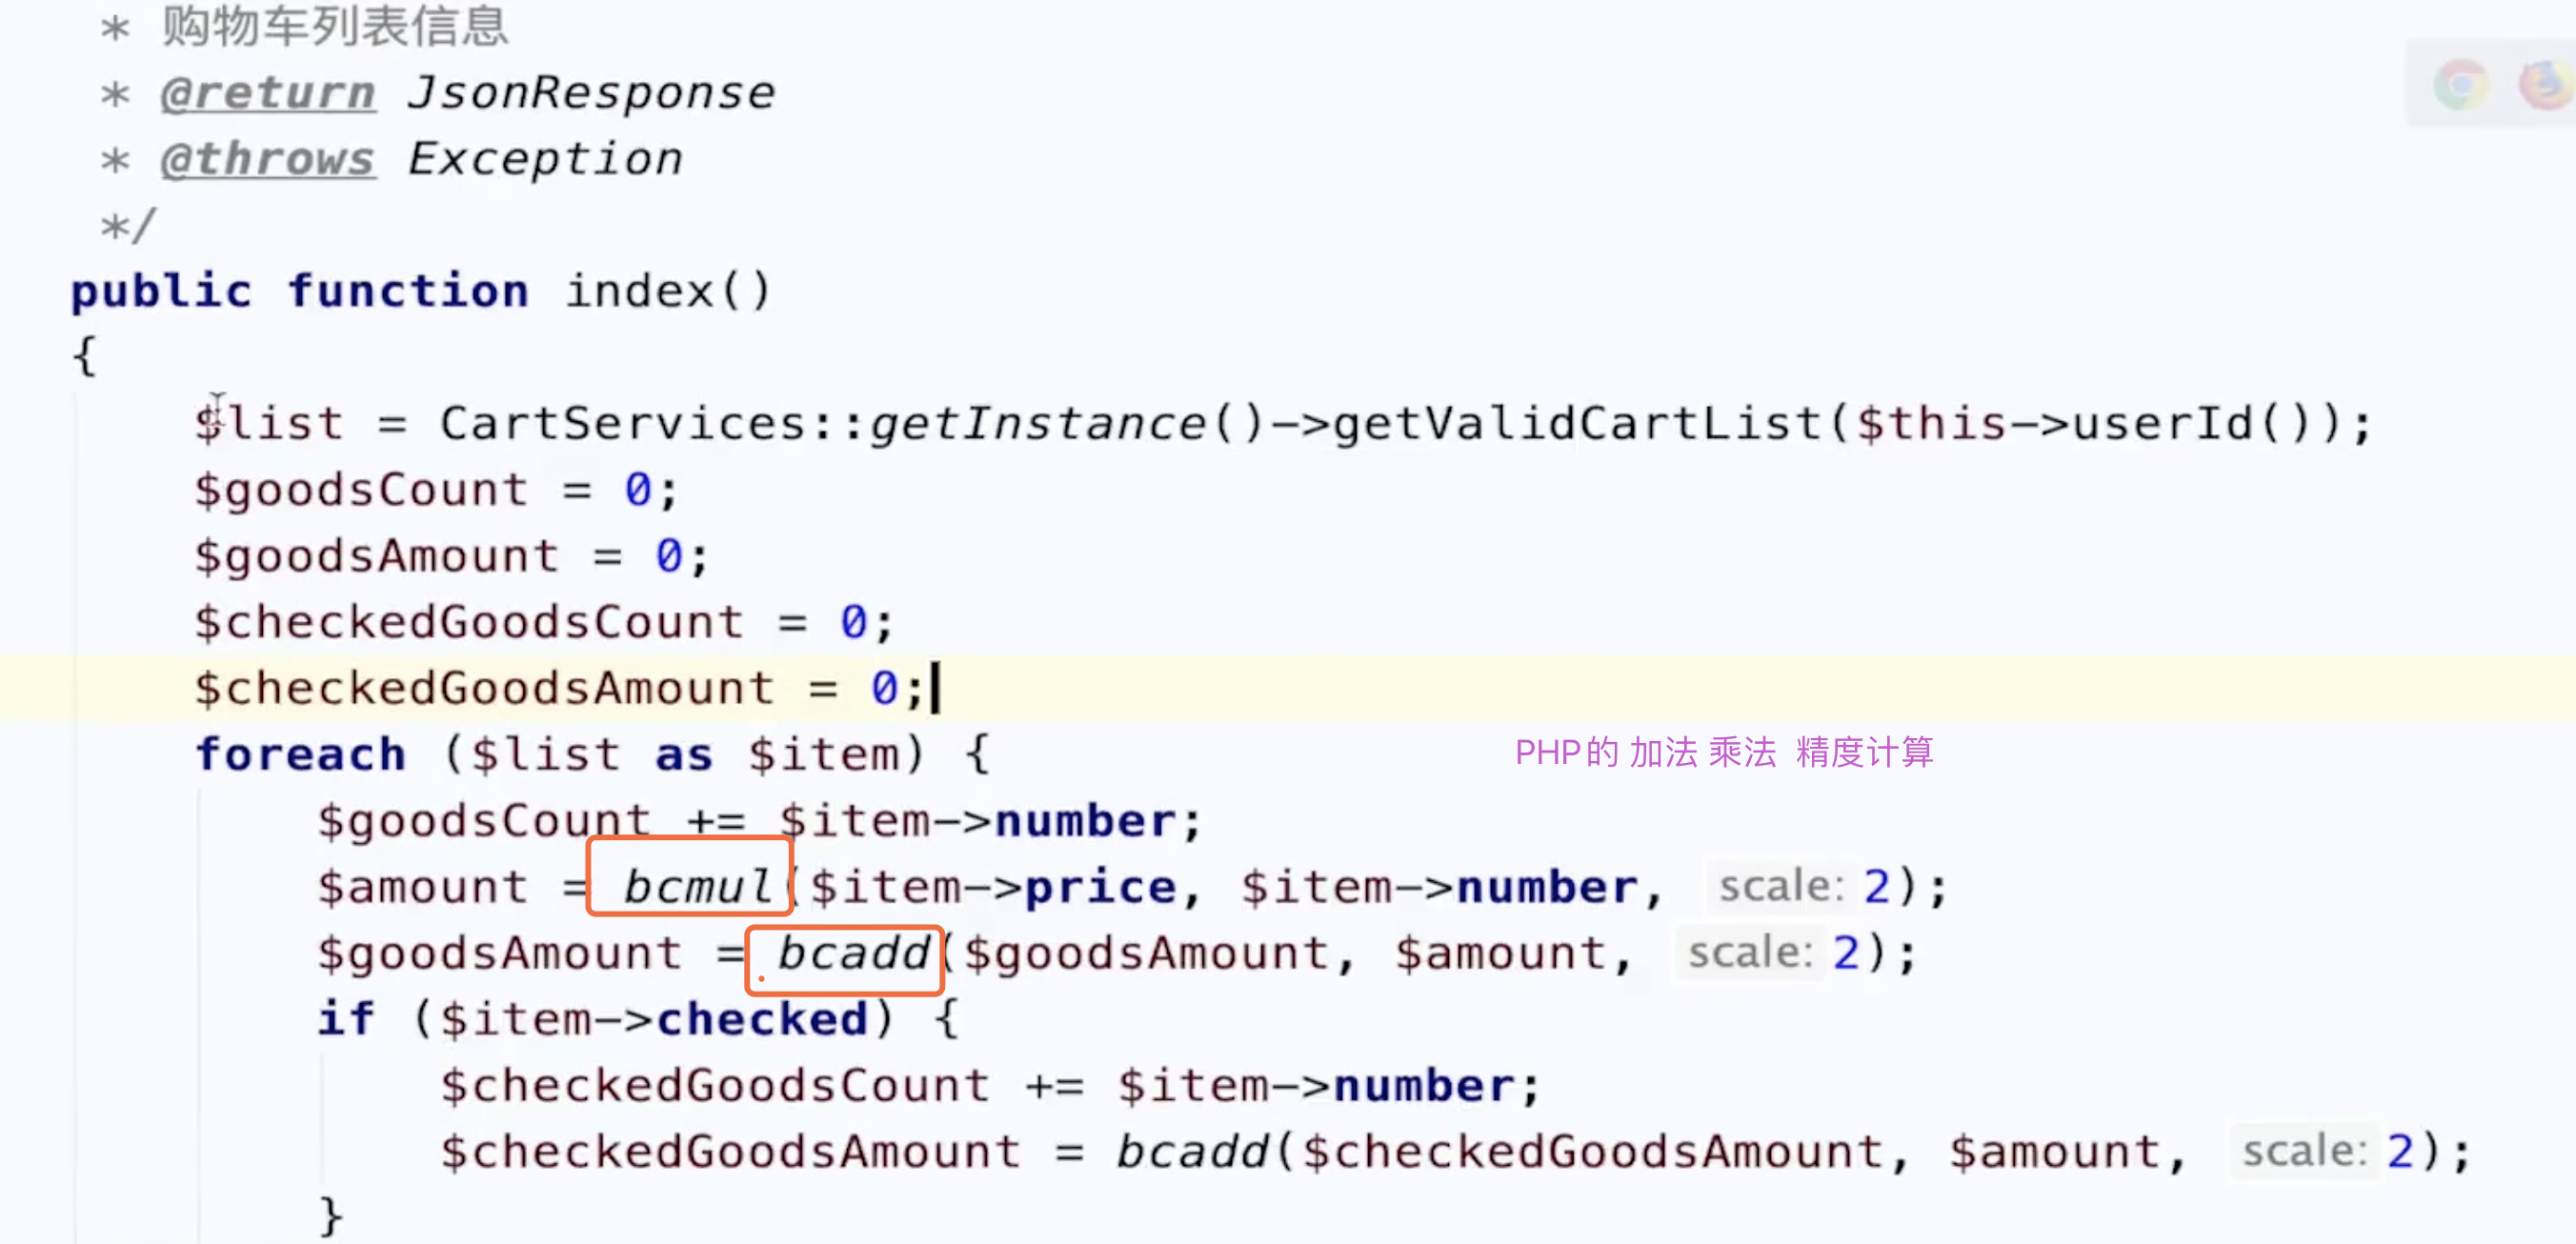 * 购物车列表信息
* @return JsonResponse
* @throws Exception
*/
public function index()
{
$list = CartServices::getInstance()->getValidCartList($this->userId());
$goodsCount = 0;
$goodsAmount = 0;
$checkedGoodsCount = 0;
$checkedGoodsAmount = 0;
foreach ($list as $item) {
PHP的 加法 乘法 精度计算
$goodsCount += $item->number;
$amount = bcmul($item->price, $item->number, scale: 2);
$goodsAmount = bcadd($goodsAmount, $amount, scale: 2);
if ($item->checked) {
$checkedGoodsCount += $item->number;
$checkedGoodsAmount = bcadd($checkedGoodsAmount, $amount, scale: 2);
}